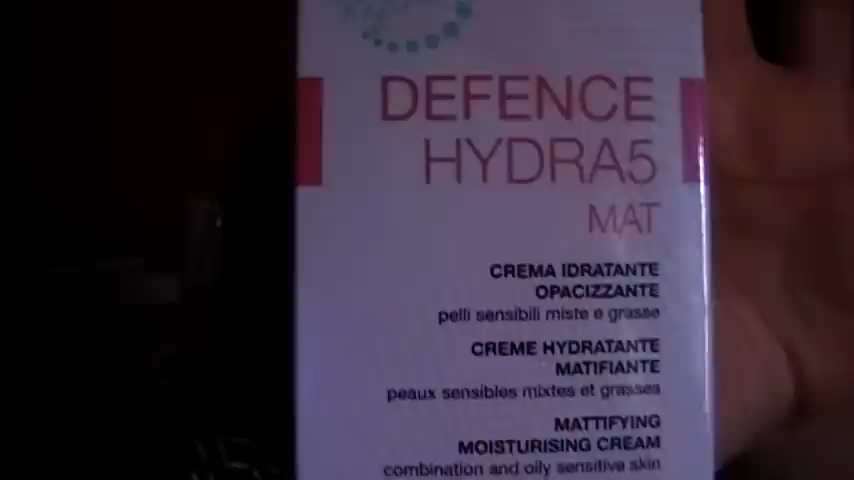 DEFENCE
HYDRA5
MAT
CREMA IDRATANTE
OPACIZZANTE
pelli sensibili miste e grasse
CREME HYDRATANTE
MATIFIANTE
peaux sensibles mixtes et grasses
MATTIFYING
MOISTURISING CREAM
combination and oily sensitive skin